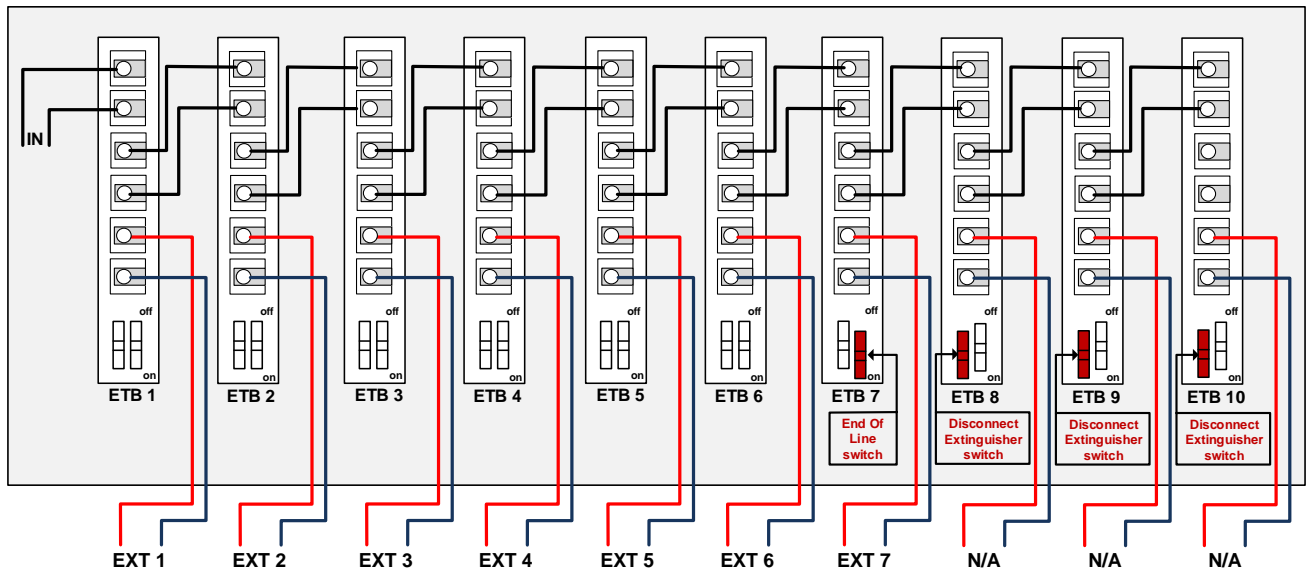 IN
off off off off off off off off off off
on on on on on on on on on on
ETB 1 ETB 2 ETB 3 ETB 4 ETB 5 ETB 6 ETB 7 ETB 8 ETB 9 ETB 10
End Of
Line
switch
Disconnect
Extinguisher
switch
Disconnect
Extinguisher
switch
Disconnect
Extinguisher
switch
EXT 1 EXT 2 EXT 3 EXT 4 EXT 5 EXT 6 EXT 7 N/A N/A N/A